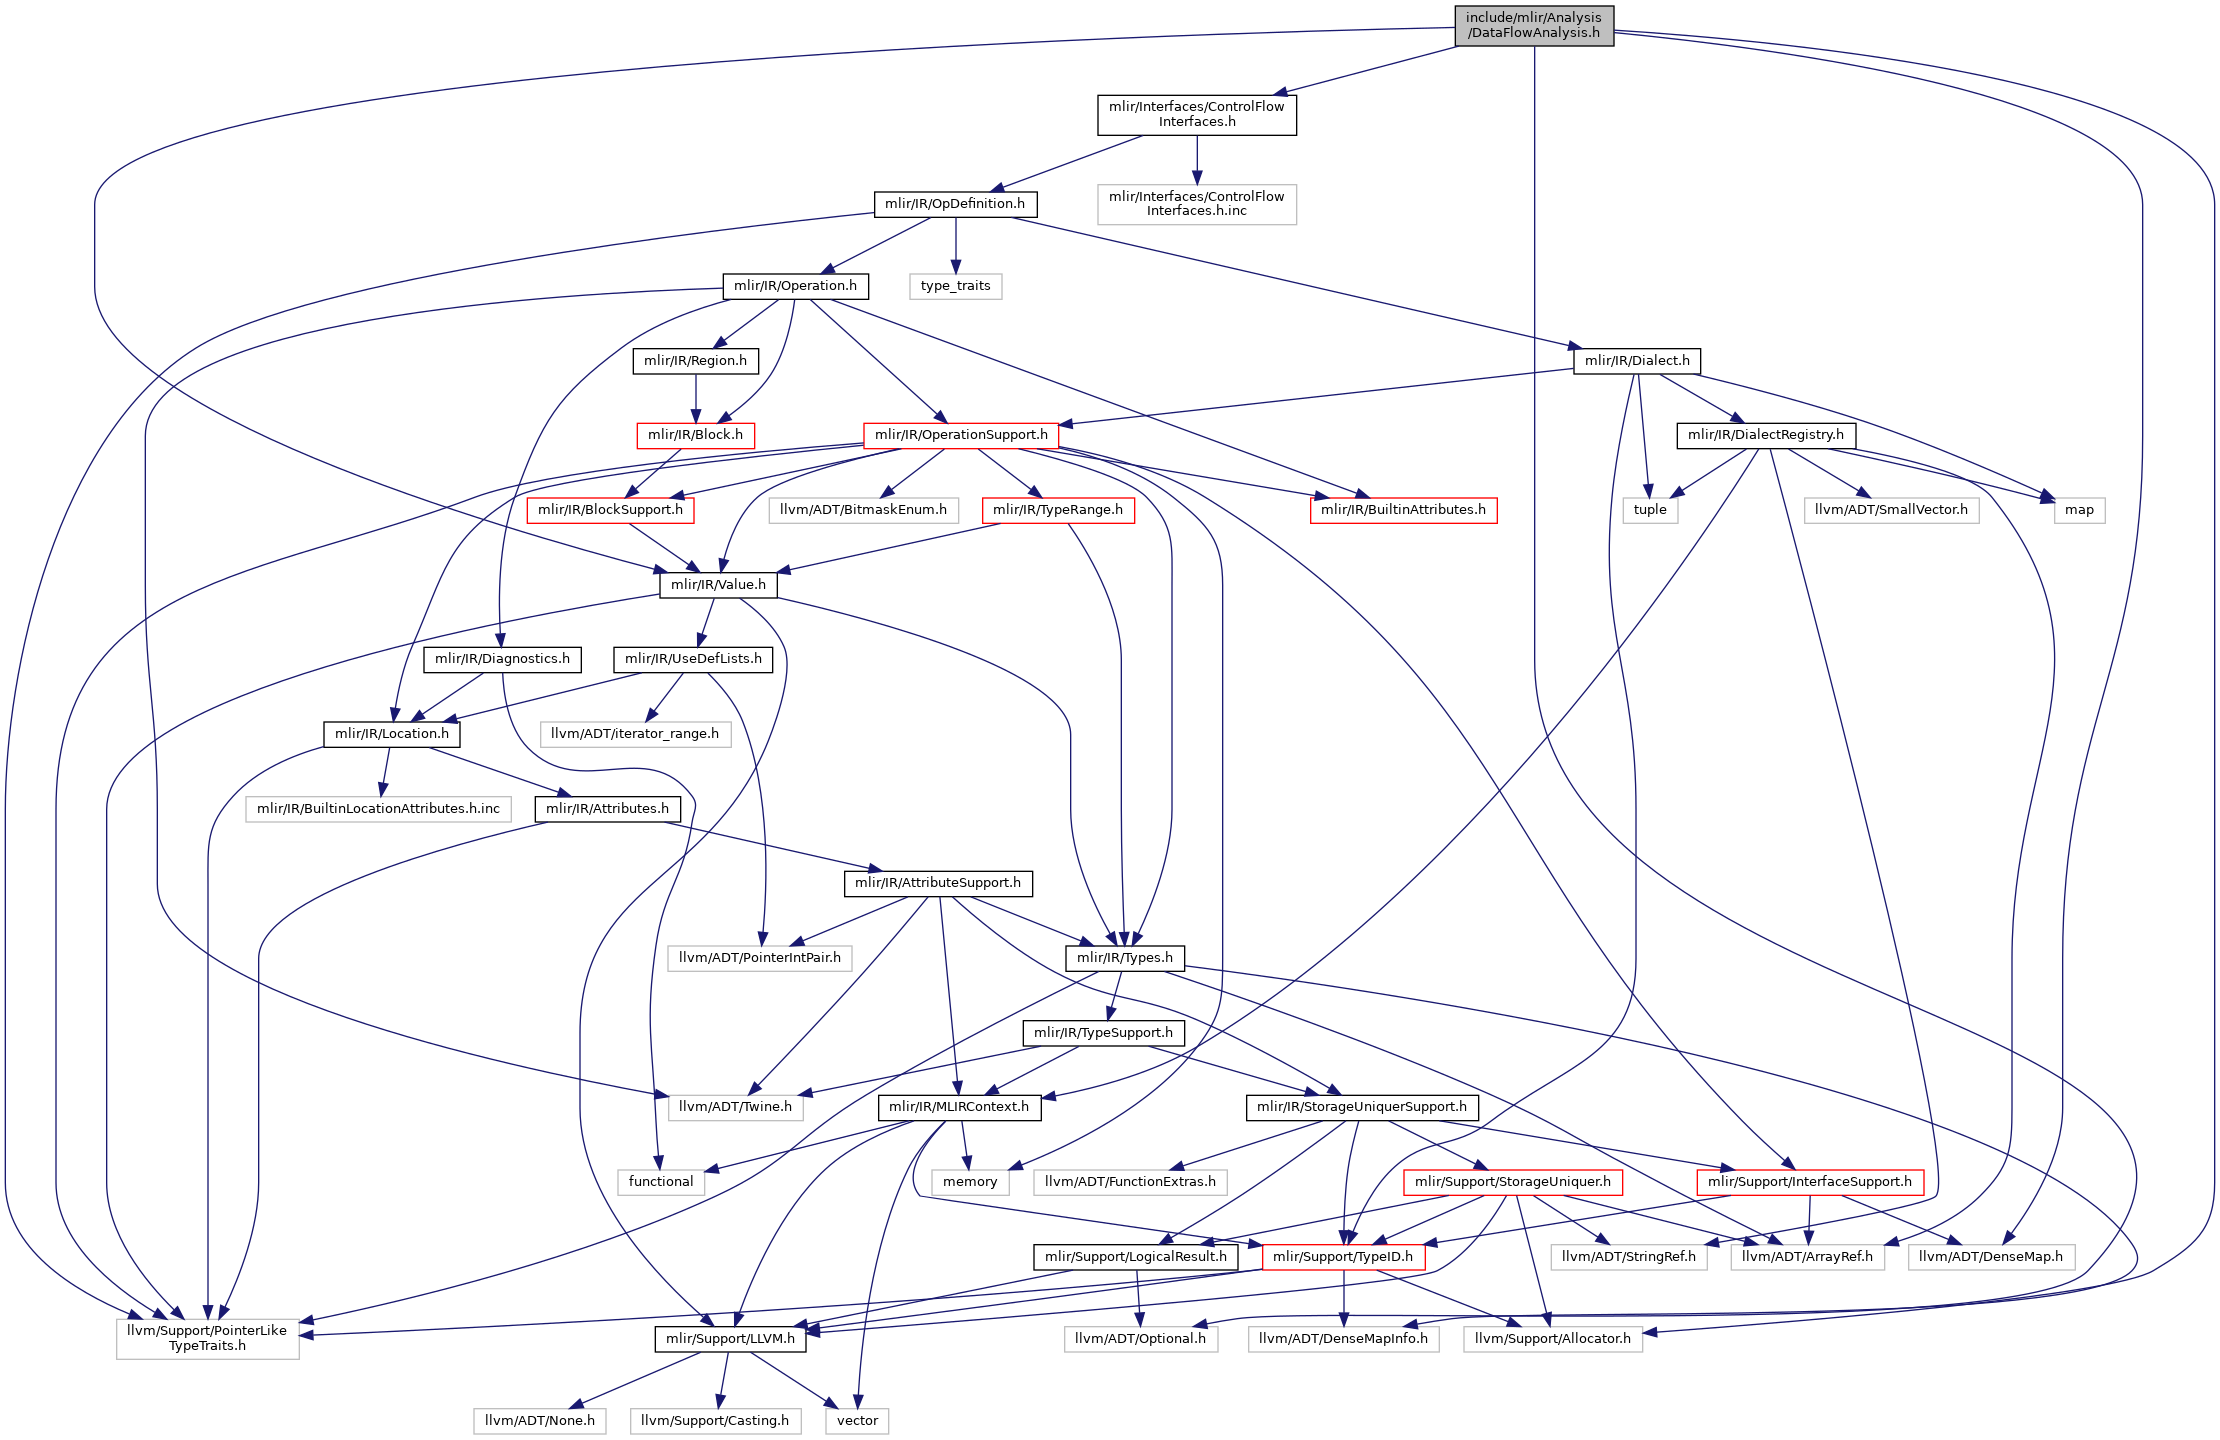 include/mlir/Analysis
/DataFlowAnalysis.h
mlir/Interfaces/ControlFlow
Interfaces.h
mlir/IR/OpDefinition.h
mlir/Interfaces/ControlFlow
Interfaces.h.inc
mlir/IR/Operation.h
type_traits
mlir/IR/Region.h
mlir/IR/Dialect.h
mlir/IR/Block.h
mlir/IR/OperationSupport.h
mlir/IR/DialectRegistry.h
mlir/IR/BlockSupport.h
llvm/ADT/BitmaskEnum.h
mlir/IR/TypeRange.h
mlir/IR/BuiltinAttributes.h
tuple
llvm/ADT/SmallVector.h
map
mlir/IR/Value.h
mlir/IR/Diagnostics.h
mlir/IR/UseDefLists.h
mlir/IR/Location.h
llvm/ADT/iterator_range.h
mlir/IR/BuiltinLocationAttributes.h.inc
mlir/IR/Attributes.h
mlir/IR/AttributeSupport.h
llvm/ADT/PointerIntPair.h
mlir/IR/Types.h
mlir/IR/TypeSupport.h
llvm/ADT/Twine.h
mlir/IR/MLIRContext.h
mlir/IR/StorageUniquerSupport.h
functional
memory
llvm/ADT/FunctionExtras.h
mlir/Support/StorageUniquer.h
mlir/Support/InterfaceSupport.h
mlir/Support/LogicalResult.h
mlir/Support/TypeID.h
llvm/ADT/StringRef.h
llvm/ADT/ArrayRef.h
llvm/ADT/DenseMap.h
llvm/Support/PointerLike
TypeTraits.h
mlir/Support/LLVM.h
llvm/ADT/Optional.h
llvm/ADT/DenseMapInfo.h
llvm/Support/Allocator.h
llvm/ADT/None.h
llvm/Support/Casting.h
vector